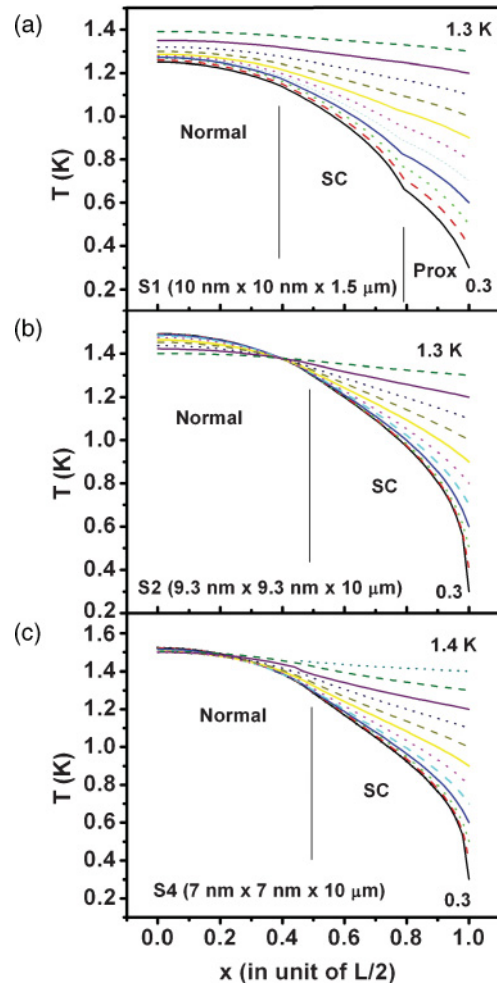 (a)
1.4
1.3 K
1.2
1.0
Normal
0.8
SC
0.6
0.4
Prox
0.2
S1 (10 nm x 10 nm x 1.5 μm)
0.3
T (K)
(b)
1.4
1.3 K
1.2
Normal
1.0
0.8
SC
0.6
0.4
0.3
0.2
S2 (9.3 nm x 9.3 nm x 10 μm)
T (K)
(c)
1.6
1.4 K
1.4
Normal
1.2
1.0
SC
0.8
0.6
0.4
0.3
0.2
S4 (7 nm x 7 nm x 10 μm)
T (K)
0.0 0.2 0.4 0.6 0.8 1.0
x (in unit of L/2)